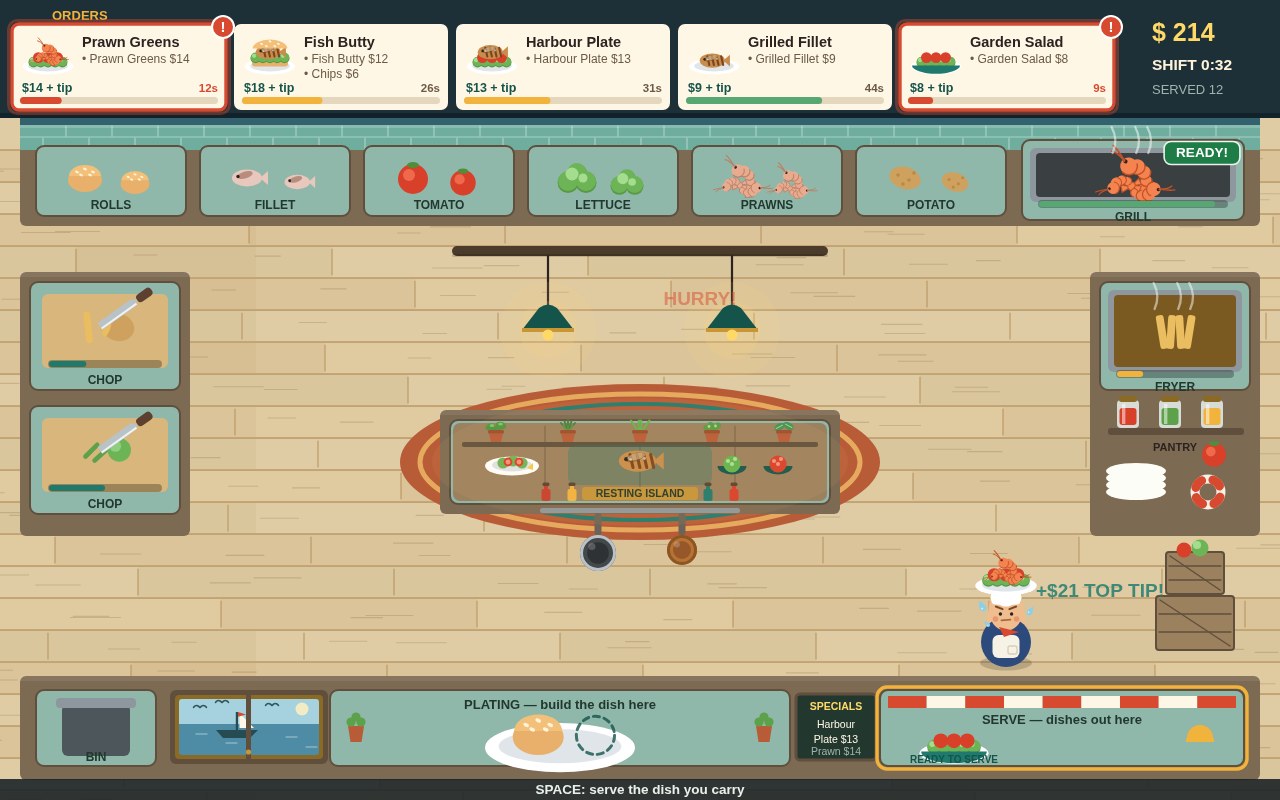 ORDERS
!
Prawn Greens
• Prawn Greens $14
$14 + tip
12s
Fish Butty
• Fish Butty $12
• Chips $6
$18 + tip
26s
Harbour Plate
• Harbour Plate $13
$13 + tip
31s
Grilled Fillet
• Grilled Fillet $9
$9 + tip
44s
!
Garden Salad
• Garden Salad $8
$8 + tip
9s
$ 214
SHIFT 0:32
SERVED 12
ROLLS
FILLET
TOMATO
LETTUCE
PRAWNS
POTATO
READY!
GRILL
HURRY!
CHOP
CHOP
FRYER
PANTRY
RESTING ISLAND
+$21 TOP TIP!
BIN
PLATING — build the dish here
SPECIALS
Harbour
Plate $13
Prawn $14
SERVE — dishes out here
READY TO SERVE
SPACE: serve the dish you carry